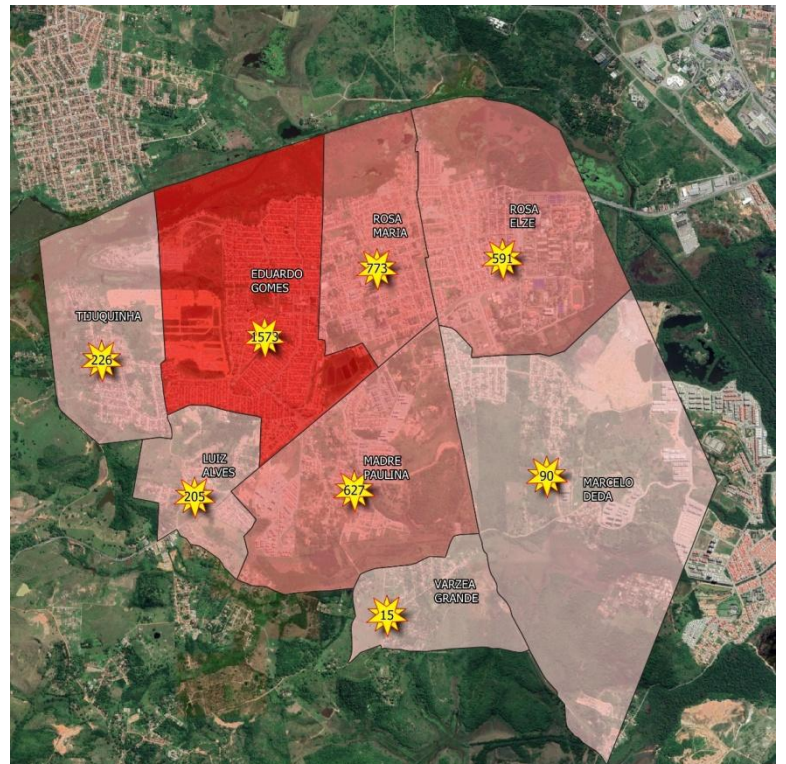 ROSA
MARIA
773
ROSA
ELZE
591
EDUARDO
GOMES
1573
TIJUQUINHA
226
LUIZ
ALVES
205
MADRE
PAULINA
627
MARCELO
DEDA
90
VARZEA
GRANDE
15